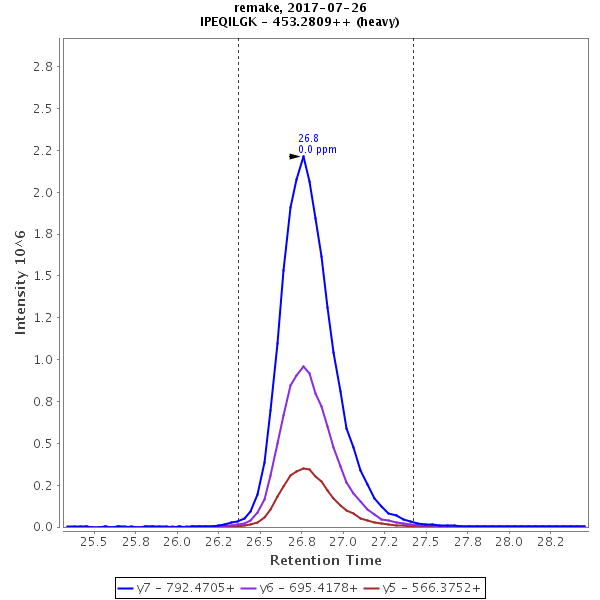 remake, 2017-07-26
IPEQILGK - 453.2809++ (heavy)
2.8
2.5
2.2
2.0
1.8
1.5
1.2
1.0
0.8
0.5
0.2
0.0
Intensity 10^6
26.8
0.0 ppm
25.5 25.8 26.0 26.2 26.5 26.8 27.0 27.2 27.5 27.8 28.0 28.2
Retention Time
y7 - 792.4705+ y6 - 695.4178+ y5 - 566.3752+